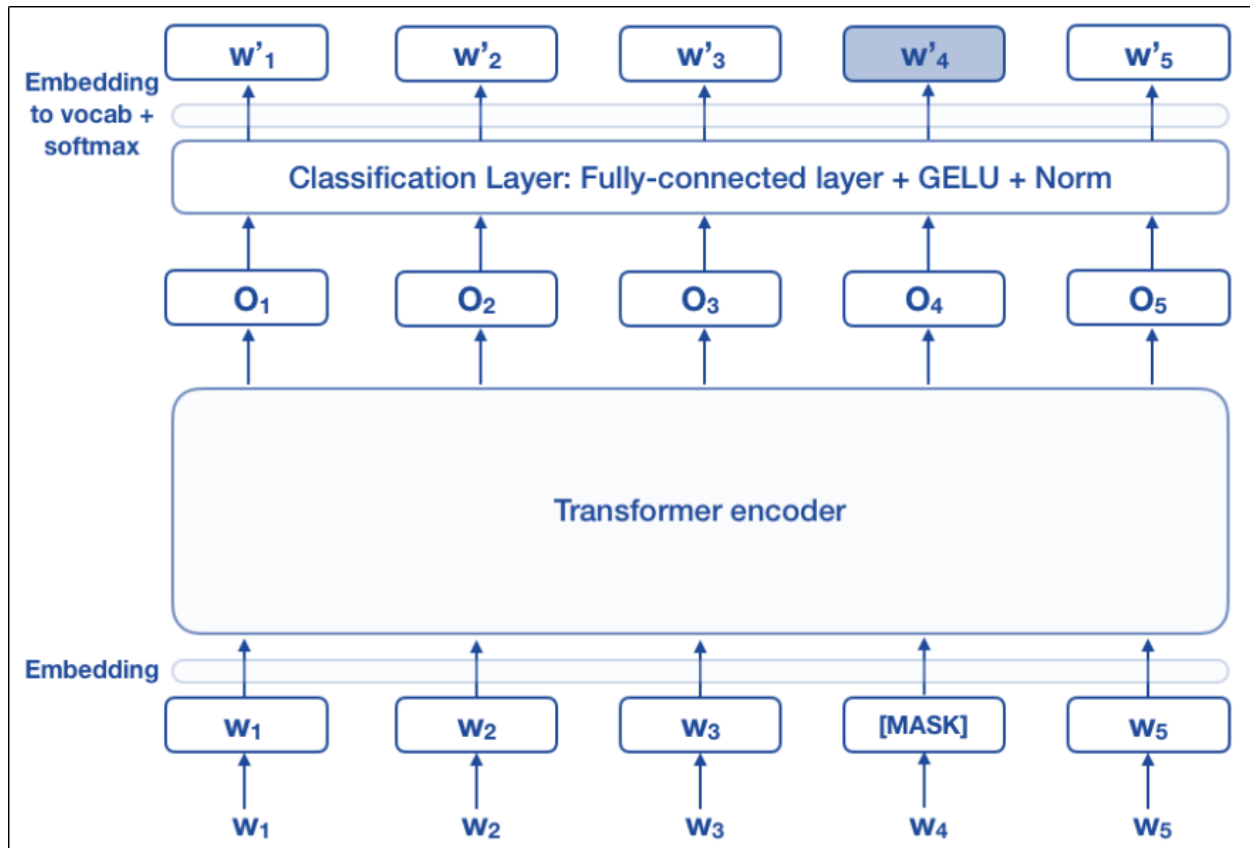 w’₁ w’₂ w’₃ w’₄ w’₅
Embedding
to vocab +
softmax
Classification Layer: Fully-connected layer + GELU + Norm
O₁ O₂ O₃ O₄ O₅
Transformer encoder
Embedding
w₁ w₂ w₃ [MASK] w₅
w₁ w₂ w₃ w₄ w₅